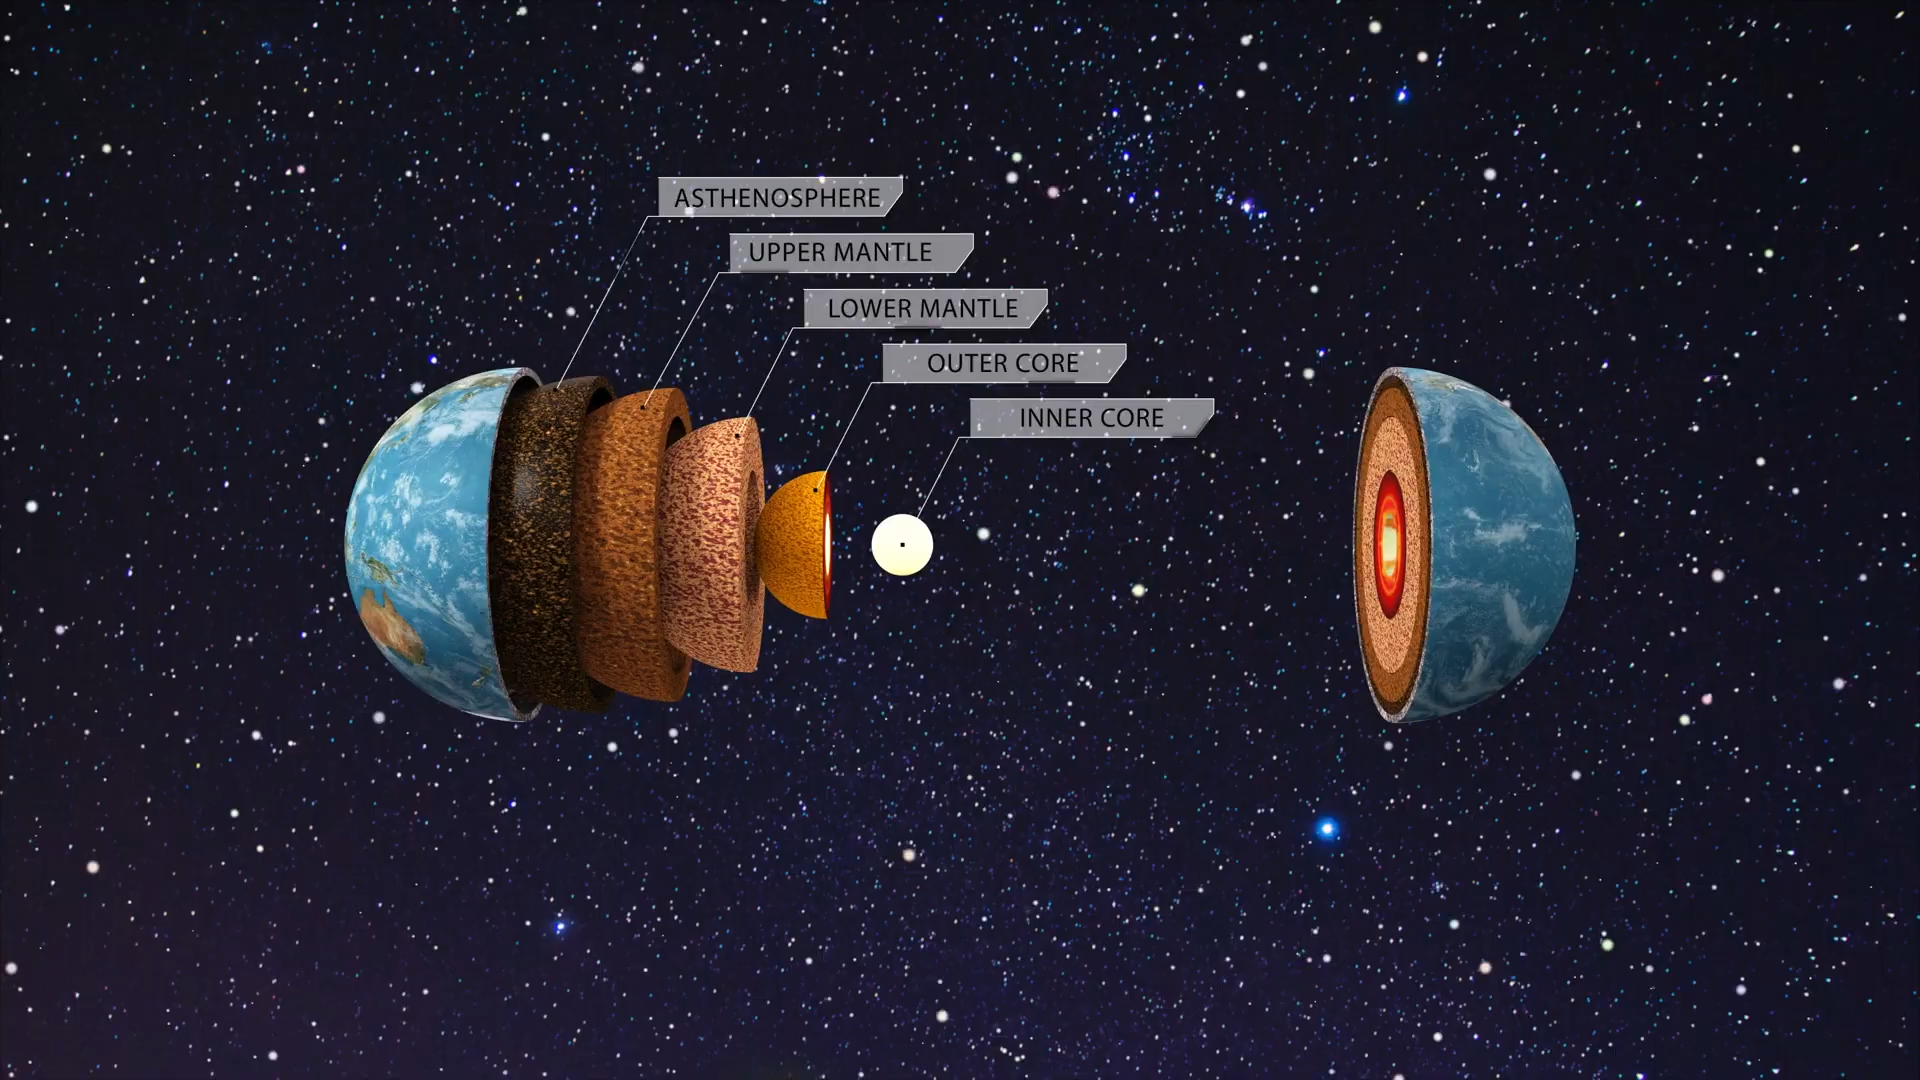 ASTHENOSPHERE
UPPER MANTLE
LOWER MANTLE
OUTER CORE
INNER CORE